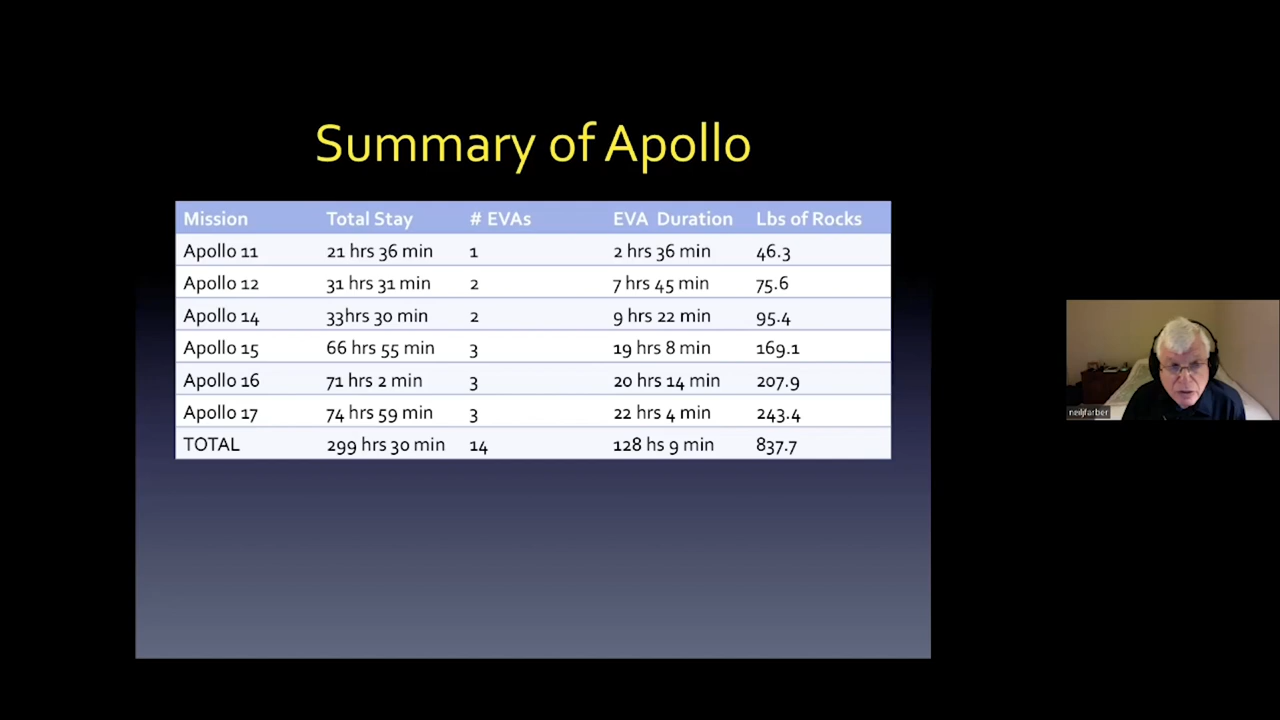 Summary of Apollo
Mission Total Stay # EVAs EVA Duration Lbs of Rocks
Apollo 11 21 hrs 36 min 1 2 hrs 36 min 46.3
Apollo 12 31 hrs 31 min 2 7 hrs 45 min 75.6
Apollo 14 33hrs 30 min 2 9 hrs 22 min 95.4
Apollo 15 66 hrs 55 min 3 19 hrs 8 min 169.1
Apollo 16 71 hrs 2 min 3 20 hrs 14 min 207.9
Apollo 17 74 hrs 59 min 3 22 hrs 4 min 243.4
TOTAL 299 hrs 30 min 14 128 hs 9 min 837.7
neiljfarber